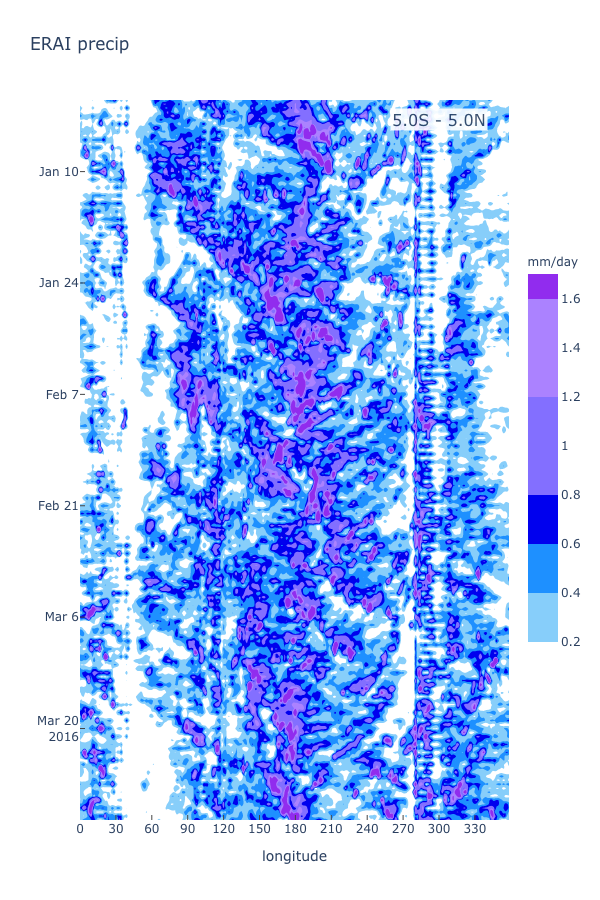 ERAI precip
5.0S - 5.0N
Jan 10
Jan 24
Feb 7
Feb 21
Mar 6
Mar 20
2016
0 30 60 90 120 150 180 210 240 270 300 330
longitude
mm/day
1.6
1.4
1.2
1
0.8
0.6
0.4
0.2